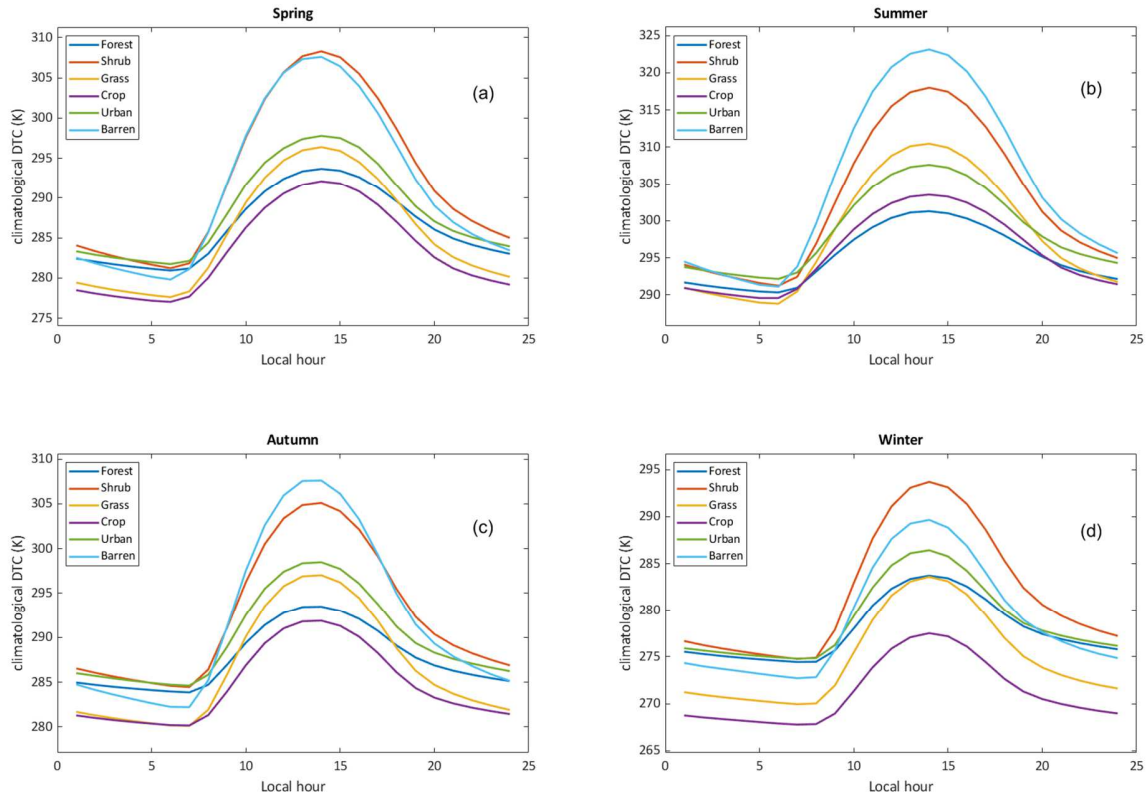 Spring
climatological DTC (K)
310
305
300
295
290
285
280
275
Forest
Shrub
Grass
Crop
Urban
Barren
(a)
0 5 10 15 20 25
Local hour
Summer
climatological DTC (K)
325
320
315
310
305
300
295
290
Forest
Shrub
Grass
Crop
Urban
Barren
(b)
0 5 10 15 20 25
Local hour
Autumn
climatological DTC (K)
310
305
300
295
290
285
280
Forest
Shrub
Grass
Crop
Urban
Barren
(c)
0 5 10 15 20 25
Local hour
Winter
climatological DTC (K)
295
290
285
280
275
270
265
Forest
Shrub
Grass
Crop
Urban
Barren
(d)
0 5 10 15 20 25
Local hour